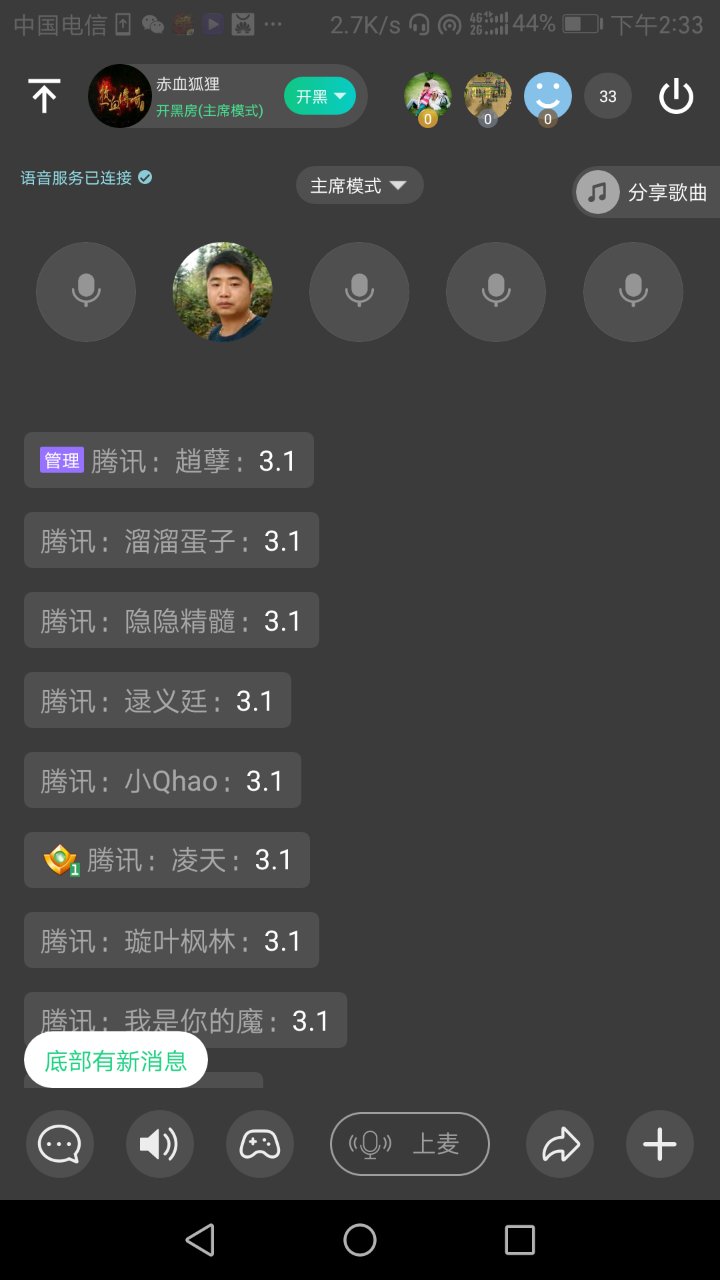 中国电信 ... 2.7K/s 4G 2G 44% 下午2:33
赤血狐狸
开黑房(主席模式)
开黑
0 0 0 33
语音服务已连接
主席模式
分享歌曲
管理 腾讯：趙孽：3.1
腾讯：溜溜蛋子：3.1
腾讯：隐隐精髓：3.1
腾讯：逯义廷：3.1
腾讯：小Qhao：3.1
1 腾讯：凌天：3.1
腾讯：璇叶枫林：3.1
腾讯：我是你的魔：3.1
底部有新消息
上麦